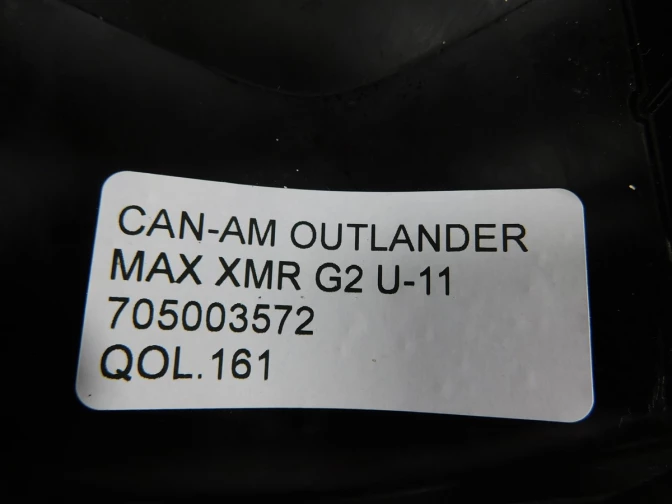 CAN-AM OUTLANDER
MAX XMR G2 U-11
705003572
QOL.161